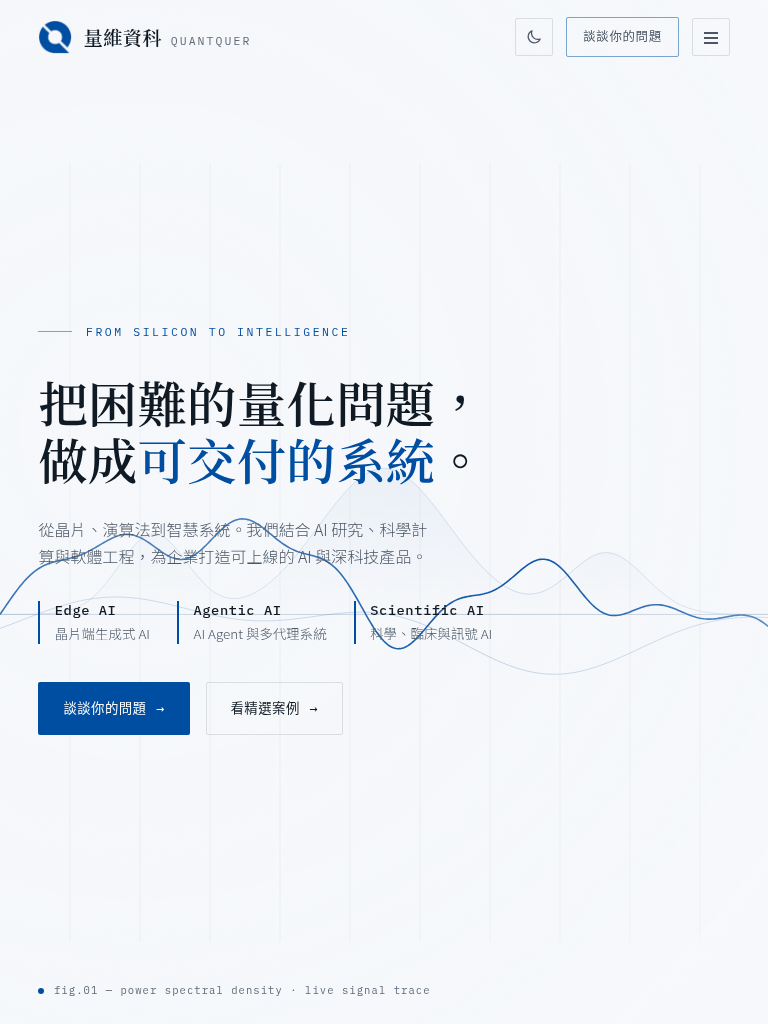 量維資科 QUANTQUER
談談你的問題
FROM SILICON TO INTELLIGENCE
把困難的量化問題，
做成可交付的系統。
從晶片、演算法到智慧系統。我們結合 AI 研究、科學計
算與軟體工程，為企業打造可上線的 AI 與深科技產品。
Edge AI
晶片端生成式 AI
Agentic AI
AI Agent 與多代理系統
Scientific AI
科學、臨床與訊號 AI
談談你的問題 →
看精選案例 →
fig.01 — power spectral density · live signal trace